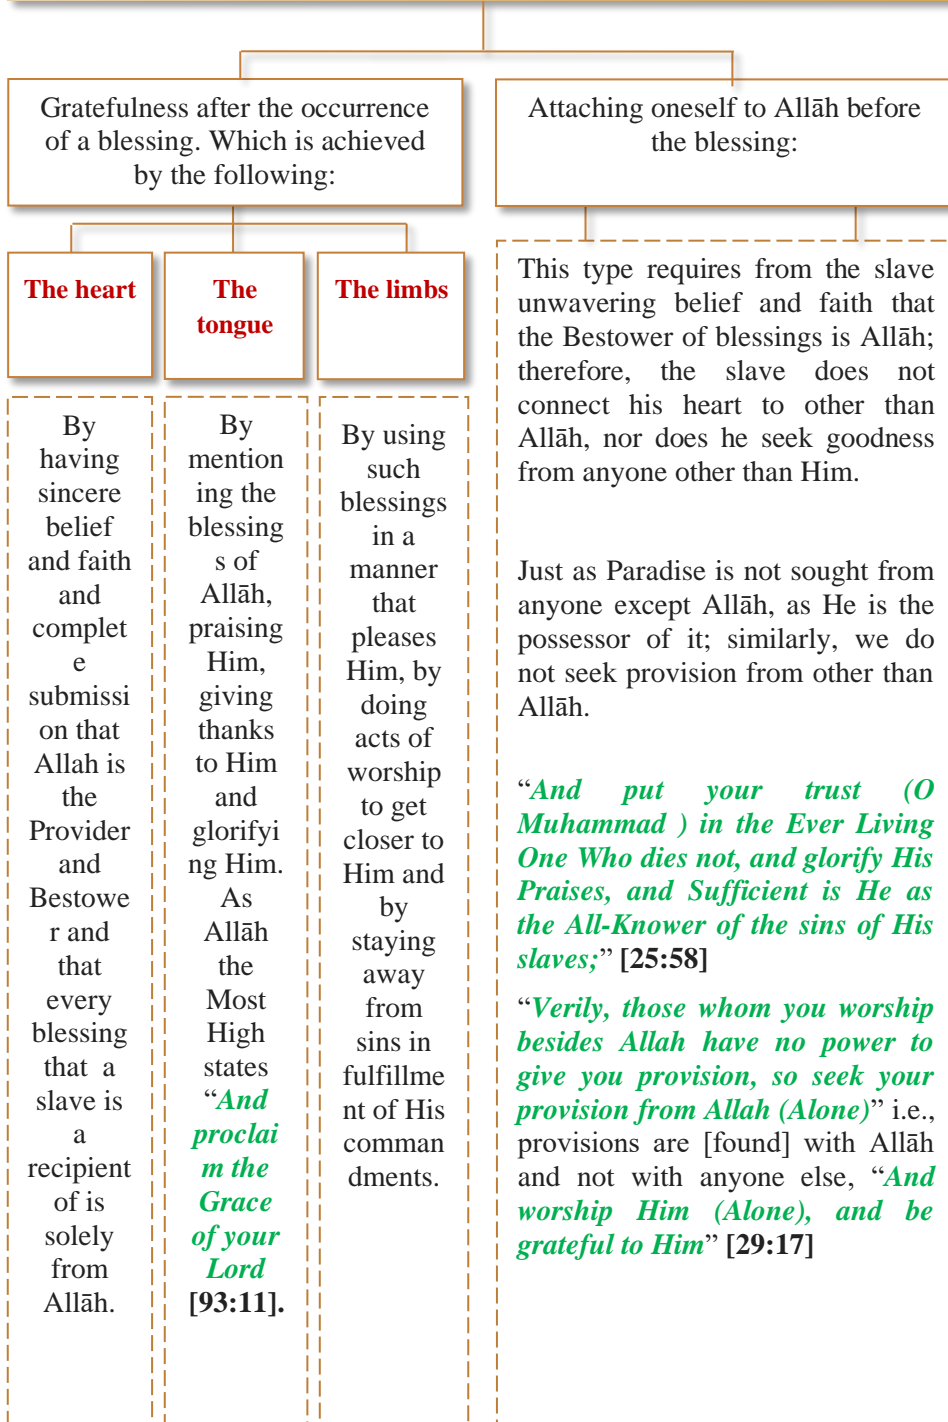 Gratefulness after the occurrence
of a blessing. Which is achieved
by the following:
The heart
By
having
sincere
belief
and faith
and
complet
e
submissi
on that
Allah is
the
Provider
and
Bestowe
r and
that
every
blessing
that a
slave is
a
recipient
of is
solely
from
Allāh.
The
tongue
By
mention
ing the
blessing
s of
Allāh,
praising
Him,
giving
thanks
to Him
and
glorifyi
ng Him.
As
Allāh
the
Most
High
states
“And
proclai
m the
Grace
of your
Lord
[93:11].
The limbs
By using
such
blessings
in a
manner
that
pleases
Him, by
doing
acts of
worship
to get
closer to
Him and
by
staying
away
from
sins in
fulfillme
nt of His
comman
dments.
Attaching oneself to Allāh before
the blessing:
This type requires from the slave
unwavering belief and faith that
the Bestower of blessings is Allāh;
therefore, the slave does not
connect his heart to other than
Allāh, nor does he seek goodness
from anyone other than Him.
Just as Paradise is not sought from
anyone except Allāh, as He is the
possessor of it; similarly, we do
not seek provision from other than
Allāh.
“And put your trust (O
Muhammad ) in the Ever Living
One Who dies not, and glorify His
Praises, and Sufficient is He as
the All-Knower of the sins of His
slaves;” [25:58]
“Verily, those whom you worship
besides Allah have no power to
give you provision, so seek your
provision from Allah (Alone)” i.e.,
provisions are [found] with Allāh
and not with anyone else, “And
worship Him (Alone), and be
grateful to Him” [29:17]